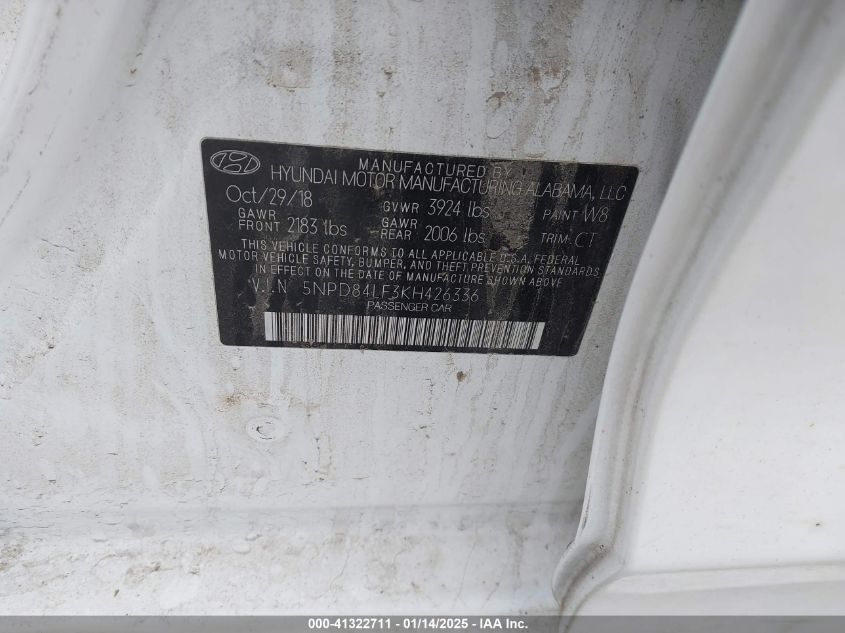 MANUFACTURED BY
HYUNDAI MOTOR MANUFACTURING ALABAMA, LLC
Oct/29/18 GVWR 3924 lbs PAINT W8
GAWR FRONT 2183 lbs GAWR REAR 2006 lbs TRIM: CT
THIS VEHICLE CONFORMS TO ALL APPLICABLE U.S.A. FEDERAL
MOTOR VEHICLE SAFETY, BUMPER, AND THEFT PREVENTION STANDARDS
IN EFFECT ON THE DATE OF MANUFACTURE SHOWN ABOVE
V.I.N 5NPD84LF3KH426336
PASSENGER CAR
000-41322711 - 01/14/2025 - © IAA Inc.